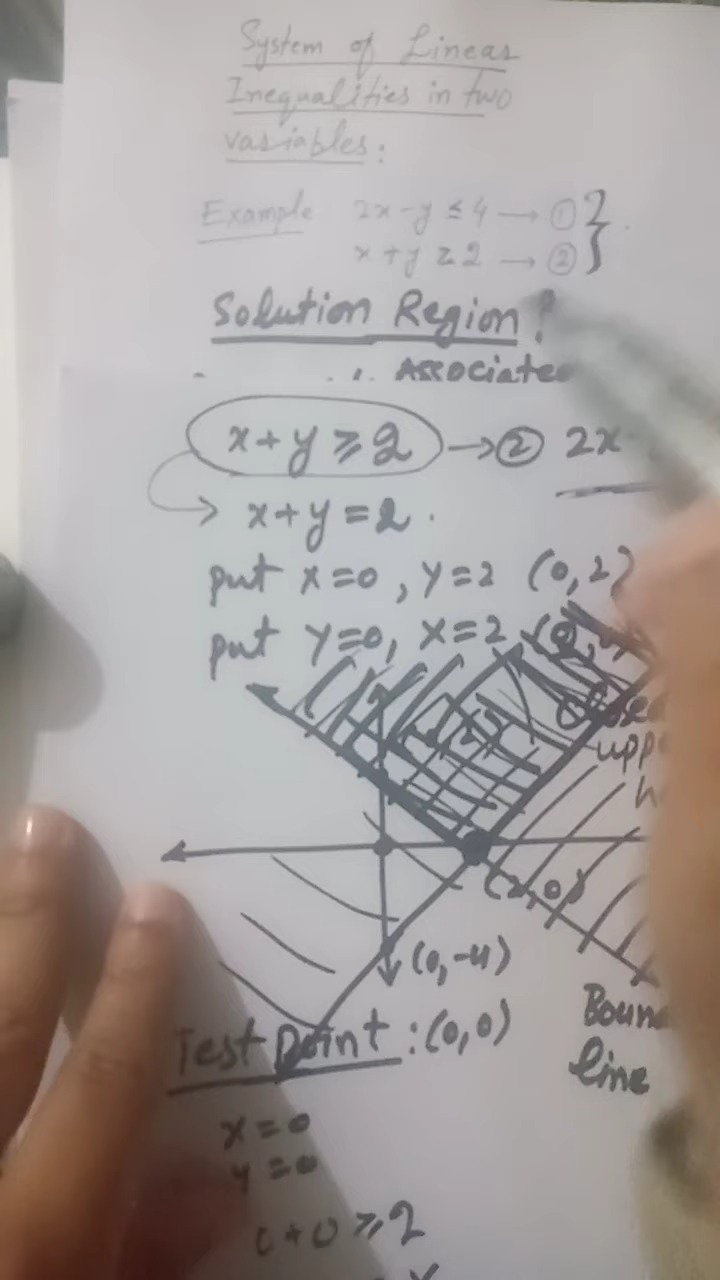 System of Linear
Inequalities in two
variables:
Example 2x-y ≤ 4 → ①
x+y ≥ 2 → ②
Solution Region:
Associated
x+y ≥ 2 → ② 2x-
x+y=2.
put x=0, y=2 (0,2)
put y=0, x=2
upp
(2,0)
(0,-4)
Boun
line
Test point: (0,0)
x=0
y=0
0+0 ≥ 2